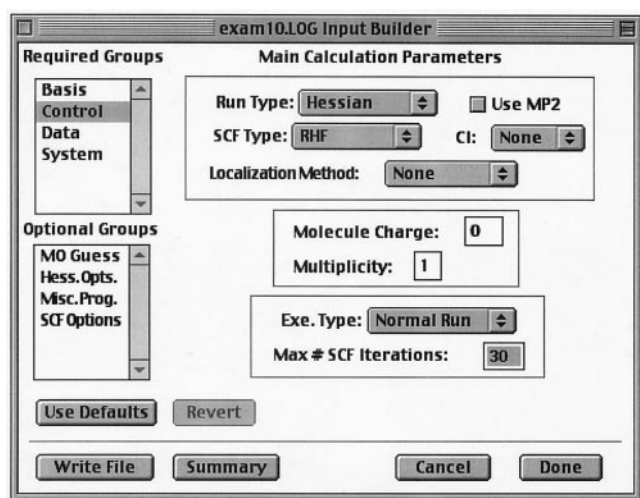 exam10.LOG Input Builder
Required Groups
Basis
Control
Data
System
Optional Groups
MO Guess
Hess.Opts.
Misc.Prog.
SCF Options
Main Calculation Parameters
Run Type: Hessian
Use MP2
SCF Type: RHF
CI: None
Localization Method: None
Molecule Charge: 0
Multiplicity: 1
Exe. Type: Normal Run
Max # SCF Iterations: 30
Use Defaults
Revert
Write File
Summary
Cancel
Done